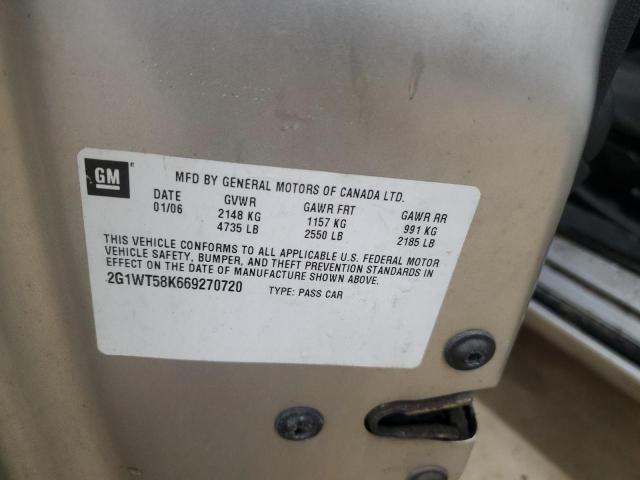 GM
MFD BY GENERAL MOTORS OF CANADA LTD.
DATE GVWR GAWR FRT GAWR RR
01/06 2148 KG 1157 KG 991 KG
4735 LB 2550 LB 2185 LB
THIS VEHICLE CONFORMS TO ALL APPLICABLE U.S. FEDERAL MOTOR
VEHICLE SAFETY, BUMPER, AND THEFT PREVENTION STANDARDS IN
EFFECT ON THE DATE OF MANUFACTURE SHOWN ABOVE.
2G1WT58K669270720 TYPE: PASS CAR